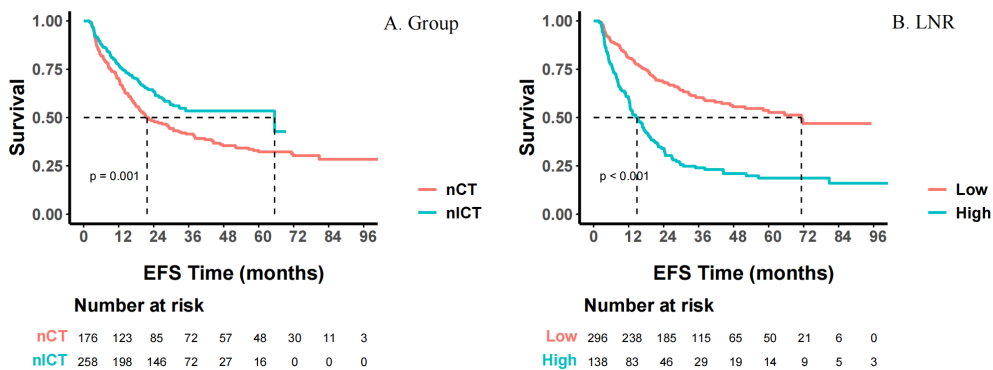 A. Group
1.00
0.75
0.50
0.25
0.00
Survival
p = 0.001
nCT
nICT
0 12 24 36 48 60 72 84 96
EFS Time (months)
Number at risk
nCT 176 123 85 72 57 48 30 11 3
nICT 258 198 146 72 27 16 0 0 0
B. LNR
1.00
0.75
0.50
0.25
0.00
Survival
p < 0.001
Low
High
0 12 24 36 48 60 72 84 96
EFS Time (months)
Number at risk
Low 296 238 185 115 65 50 21 6 0
High 138 83 46 29 19 14 9 5 3